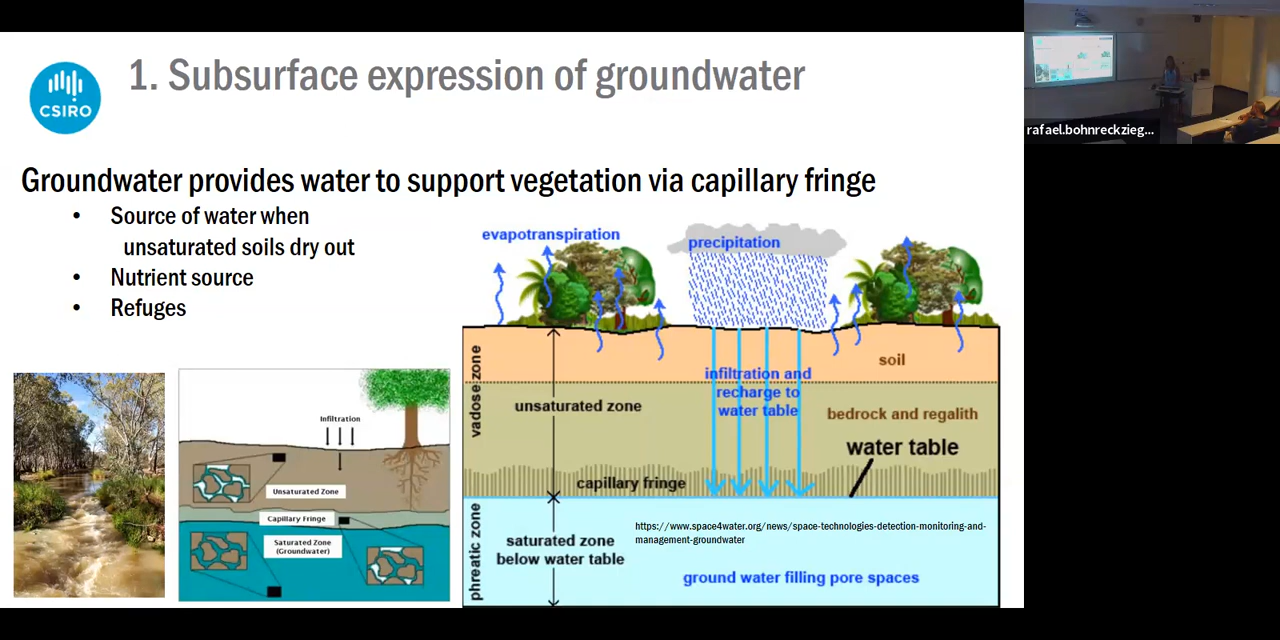 1. Subsurface expression of groundwater
CSIRO
rafael.bohnreckzieg...
Groundwater provides water to support vegetation via capillary fringe
• Source of water when
unsaturated soils dry out
• Nutrient source
• Refuges
Infiltration
Unsaturated Zone
Capillary Fringe
Saturated Zone
(Groundwater)
evapotranspiration
precipitation
vadose zone
soil
infiltration and
recharge to
water table
unsaturated zone
bedrock and regalith
water table
capillary fringe
phreatic zone
https://www.space4water.org/news/space-technologies-detection-monitoring-and-
management-groundwater
saturated zone
below water table
ground water filling pore spaces